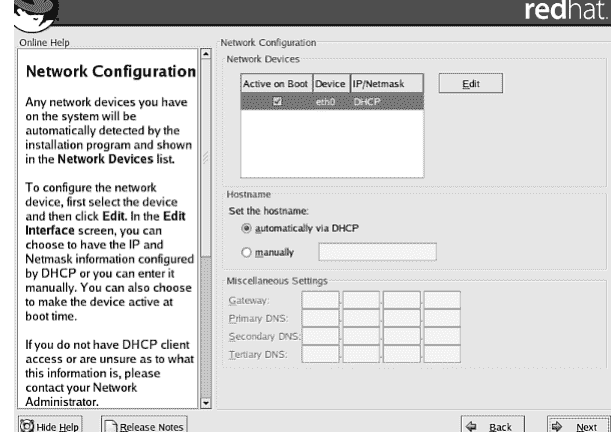 redhat.
Online Help
Network Configuration
Any network devices you have
on the system will be
automatically detected by the
installation program and shown
in the Network Devices list.
To configure the network
device, first select the device
and then click Edit. In the Edit
Interface screen, you can
choose to have the IP and
Netmask information configured
by DHCP or you can enter it
manually. You can also choose
to make the device active at
boot time.
If you do not have DHCP client
access or are unsure as to what
this information is, please
contact your Network
Administrator.
Network Configuration
Network Devices
Active on Boot Device IP/Netmask
eth0 DHCP
Edit
Hostname
Set the hostname:
automatically via DHCP
manually
Miscellaneous Settings
Gateway:
Primary DNS:
Secondary DNS:
Tertiary DNS:
Hide Help
Release Notes
Back
Next